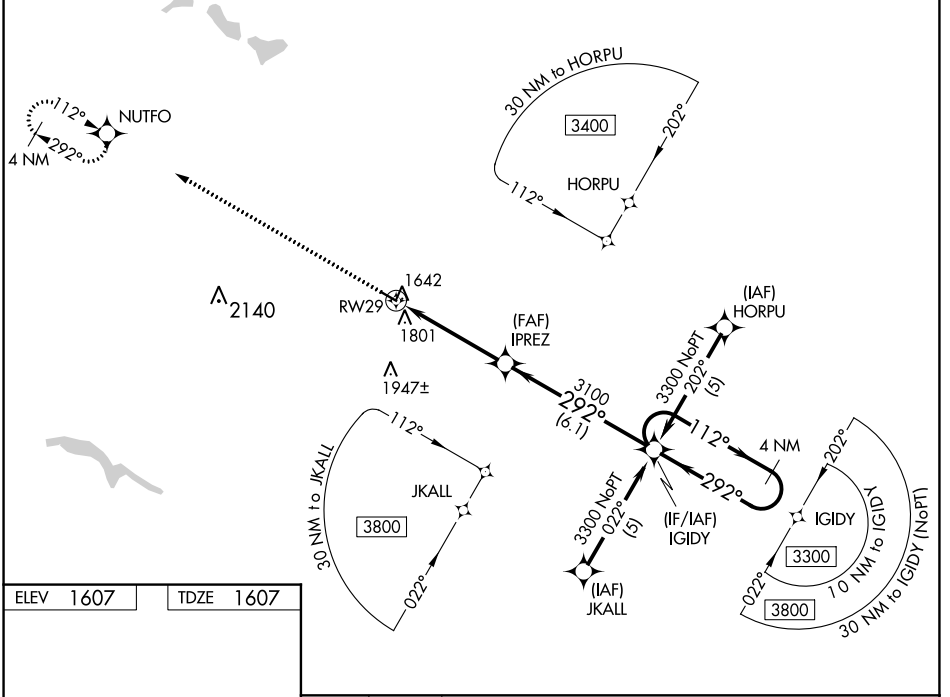 30 NM to HORPU
3400
202°
HORPU
112°
112°
NUTFO
292°
4 NM
1642
RW29
2140
1801
(FAF)
IPREZ
(IAF)
HORPU
1947±
3100
292°
(6.1)
3300 NoPT
202°
(5)
112°
4 NM
292°
112°
JKALL
3800
30 NM to JKALL
022°
3300 NoPT
022°
(5)
(IF/IAF)
IGIDY
(IAF)
JKALL
202°
IGIDY
3300
10 NM to IGIDY
022°
3800
30 NM to IGIDY (NoPT)
ELEV 1607
TDZE 1607